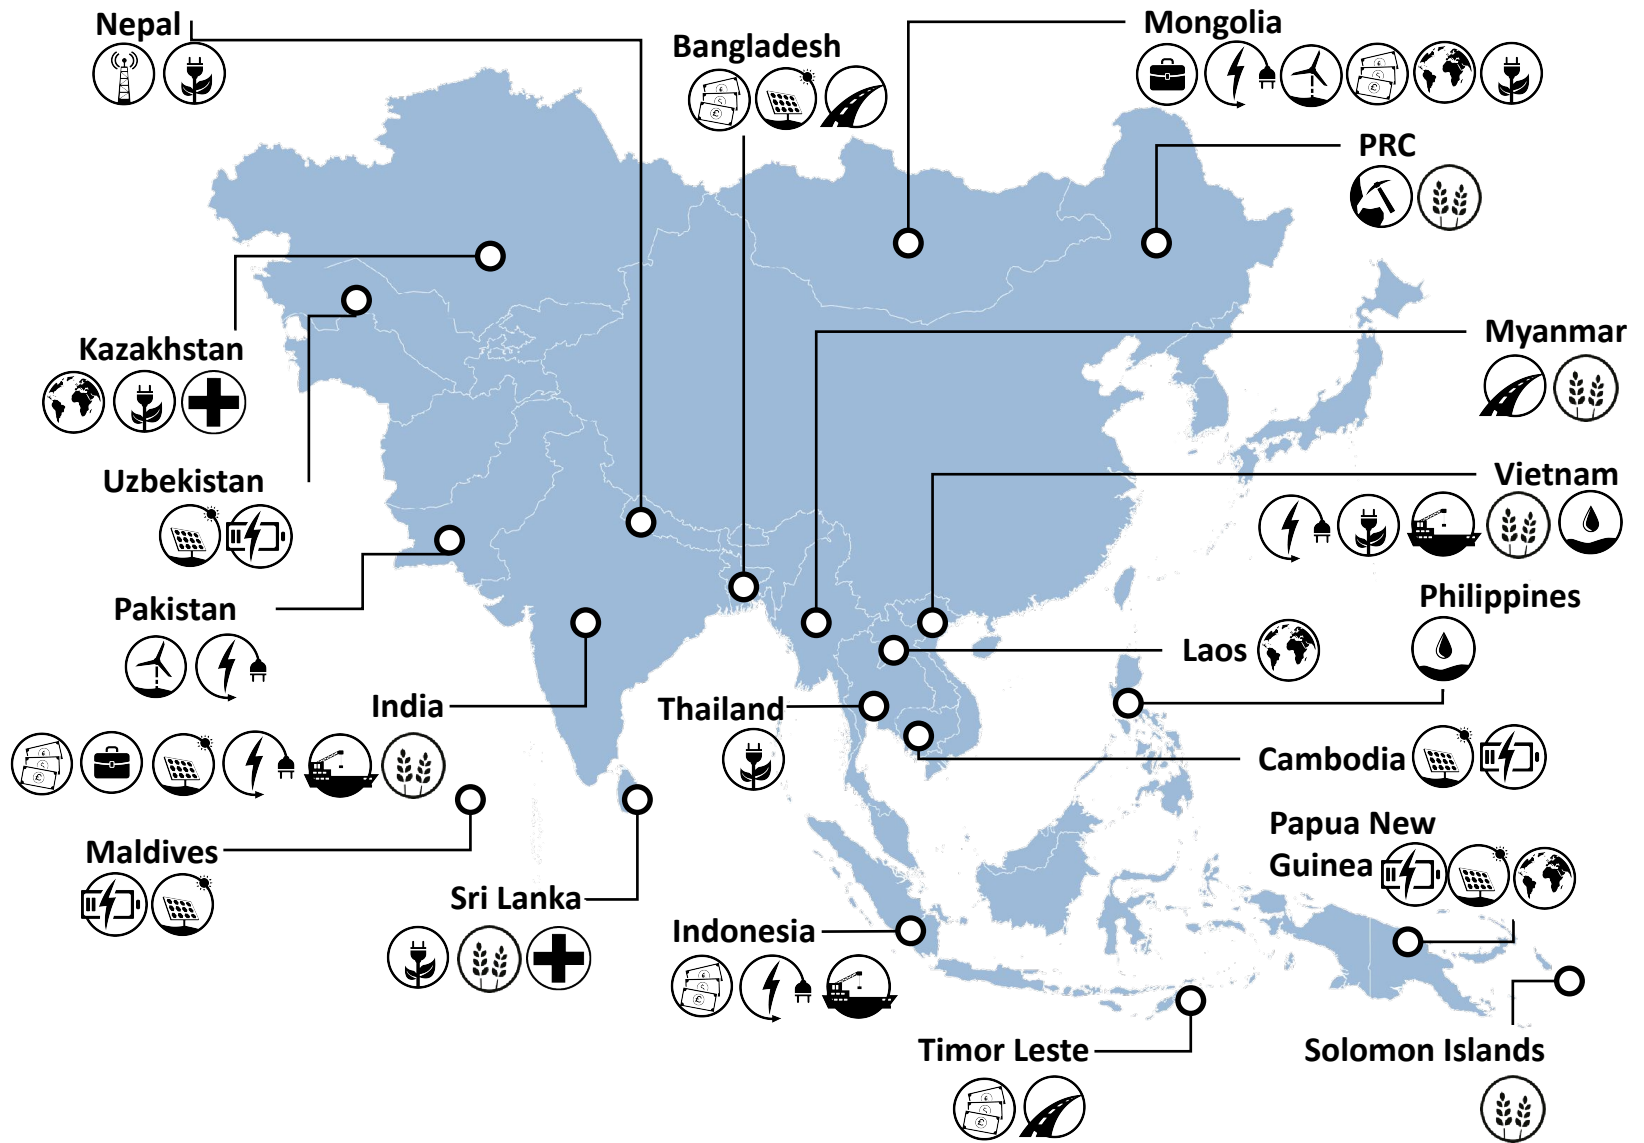 Nepal
Bangladesh
Mongolia
PRC
Kazakhstan
Myanmar
Uzbekistan
Vietnam
Pakistan
Philippines
Laos
India
Thailand
Cambodia
Maldives
Papua New
Guinea
Sri Lanka
Indonesia
Timor Leste
Solomon Islands